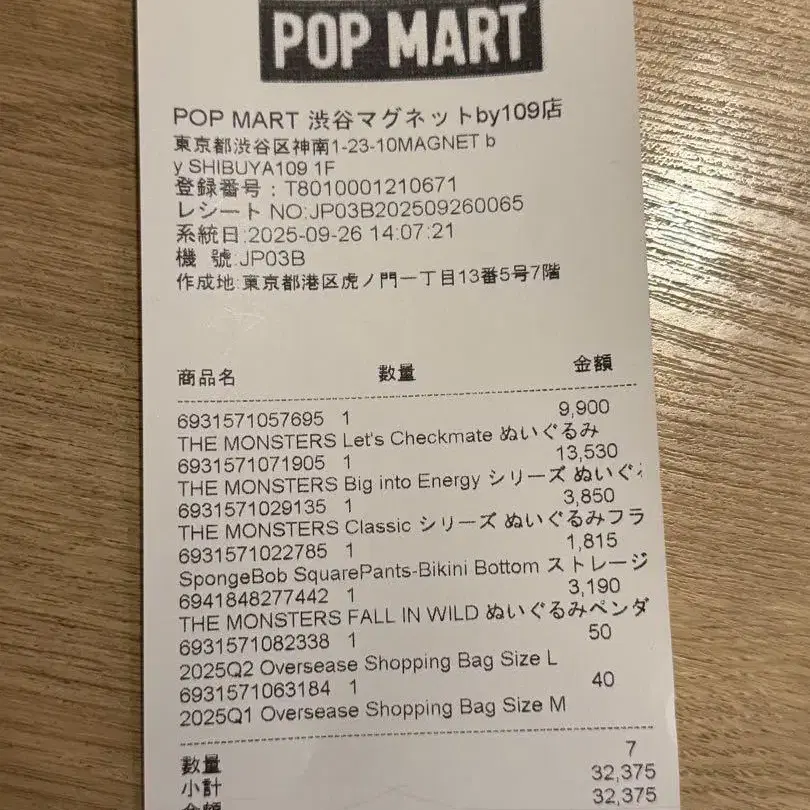 POP MART
POP MART 渋谷マグネットby109店
東京都渋谷区神南1-23-10MAGNET b
y SHIBUYA109 1F
登録番号：T8010001210671
レシート NO:JP03B202509260065
系統日:2025-09-26 14:07:21
機 號:JP03B
作成地:東京都港区虎ノ門一丁目13番5号7階
商品名 数量 金額
6931571057695 1 9,900
THE MONSTERS Let's Checkmate ぬいぐるみ
6931571071905 1 13,530
THE MONSTERS Big into Energy シリーズ ぬいぐ
6931571029135 1 3,850
THE MONSTERS Classic シリーズ ぬいぐるみフラ
6931571022785 1 1,815
SpongeBob SquarePants-Bikini Bottom ストレージ
6941848277442 1 3,190
THE MONSTERS FALL IN WILD ぬいぐるみペンダ
6931571082338 1 50
2025Q2 Oversease Shopping Bag Size L
6931571063184 1 40
2025Q1 Oversease Shopping Bag Size M
数量 7
小計 32,375
金額 32,375